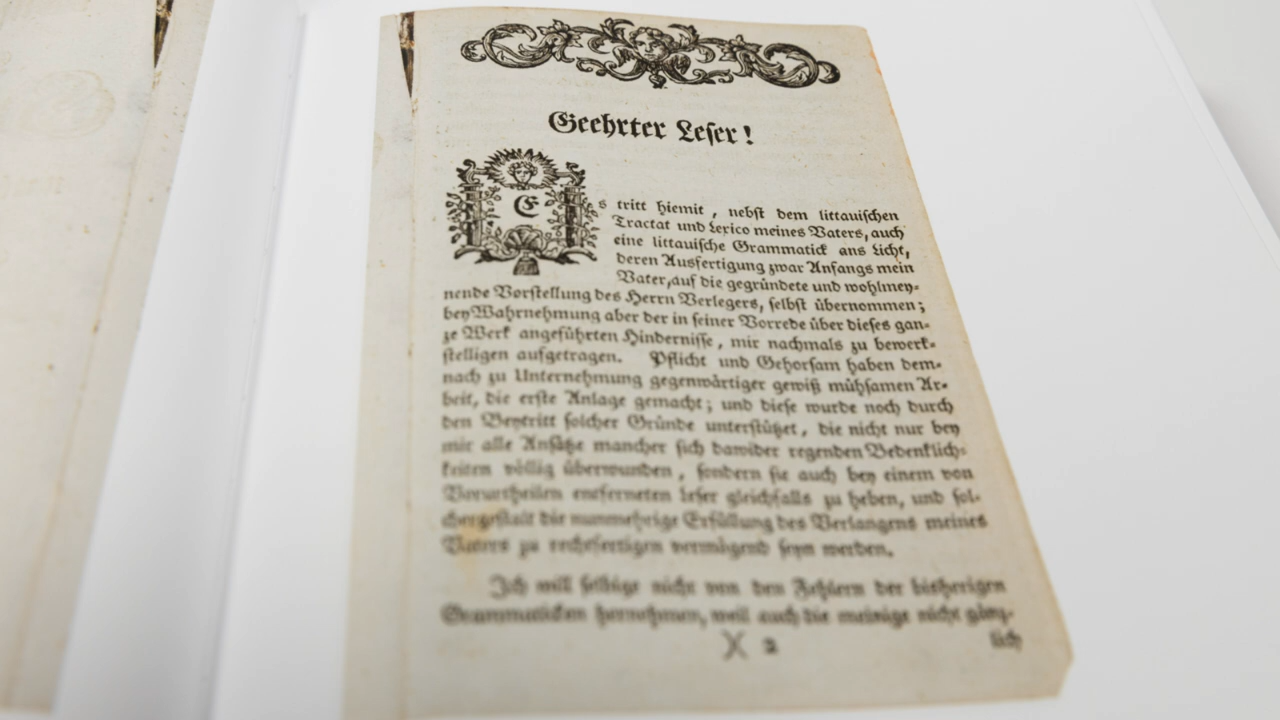 Geehrter Leser!
Es tritt hiemit, nebst dem littauischen
Tractat und Lexico meines Vaters, auch
eine littauische Grammatick ans Licht,
deren Ausfertigung zwar Anfangs mein
Vater, auf die gegründete und wohlmey-
nende Vorstellung des Herrn Verlegers, selbst übernommen;
bey Wahrnehmung aber der in seiner Vorrede über dieses gan-
ze Werk angeführten Hindernisse, mir nachmals zu bewerk-
stelligen aufgetragen. Pflicht und Gehorsam haben dem-
nach zu Unternehmung gegenwärtiger gewiß mühsamen Ar-
beit, die erste Anlage gemacht; und diese wurde noch durch
den Beytritt solcher Gründe unterstützet, die nicht nur bey
mir alle Ansätze mancher sich dawider regenden Bedenklich-
keiten völlig überwunden, sondern sie auch bey einem von
Vorurtheilen entferneten Leser gleichfalls zu heben, und sol-
chergestalt die nunmehrige Erfüllung des Verlangens meines
Vaters zu rechtfertigen vermögend seyn werden.
Ich will selbige nicht von den Fehlern der bisherigen
Grammaticken hernehmen, weil auch die meinige nicht gänz-
X 2
lich